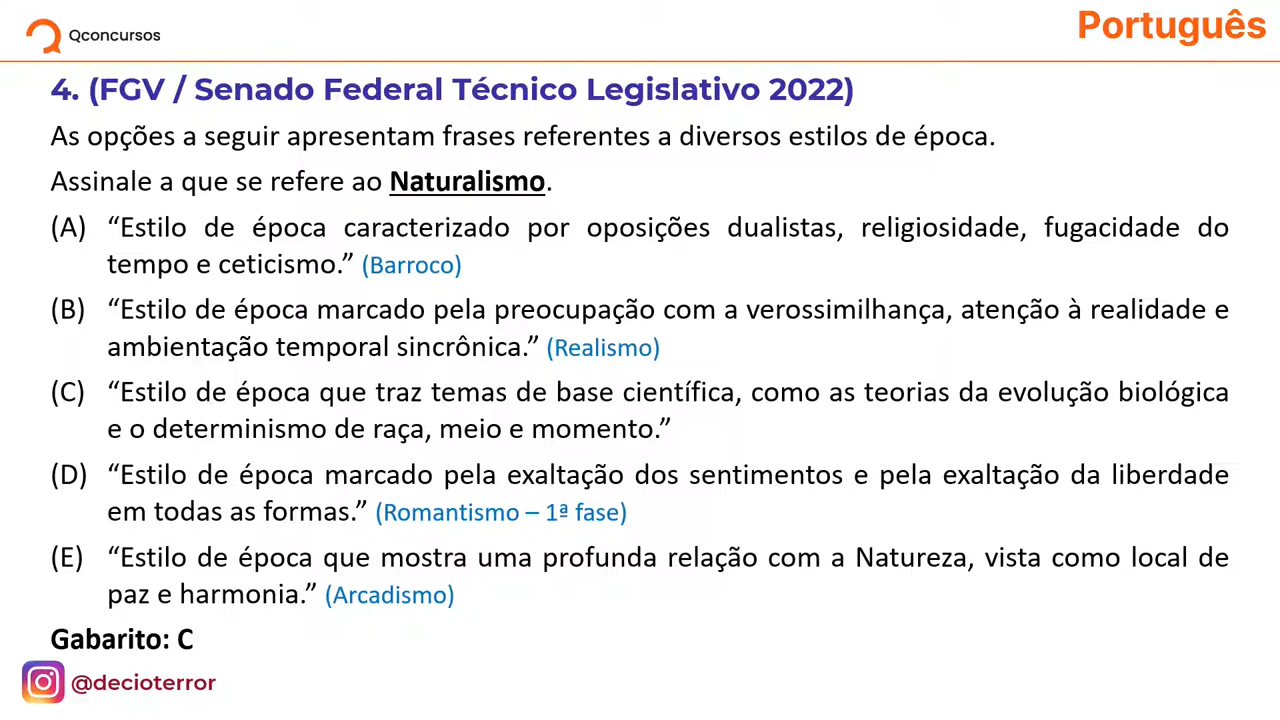 Qconcursos
Português
4. (FGV / Senado Federal Técnico Legislativo 2022)
As opções a seguir apresentam frases referentes a diversos estilos de época.
Assinale a que se refere ao Naturalismo.
(A) “Estilo de época caracterizado por oposições dualistas, religiosidade, fugacidade do
tempo e ceticismo.” (Barroco)
(B) “Estilo de época marcado pela preocupação com a verossimilhança, atenção à realidade e
ambientação temporal sincrônica.” (Realismo)
(C) “Estilo de época que traz temas de base científica, como as teorias da evolução biológica
e o determinismo de raça, meio e momento.”
(D) “Estilo de época marcado pela exaltação dos sentimentos e pela exaltação da liberdade
em todas as formas.” (Romantismo – 1ª fase)
(E) “Estilo de época que mostra uma profunda relação com a Natureza, vista como local de
paz e harmonia.” (Arcadismo)
Gabarito: C
@decioterror